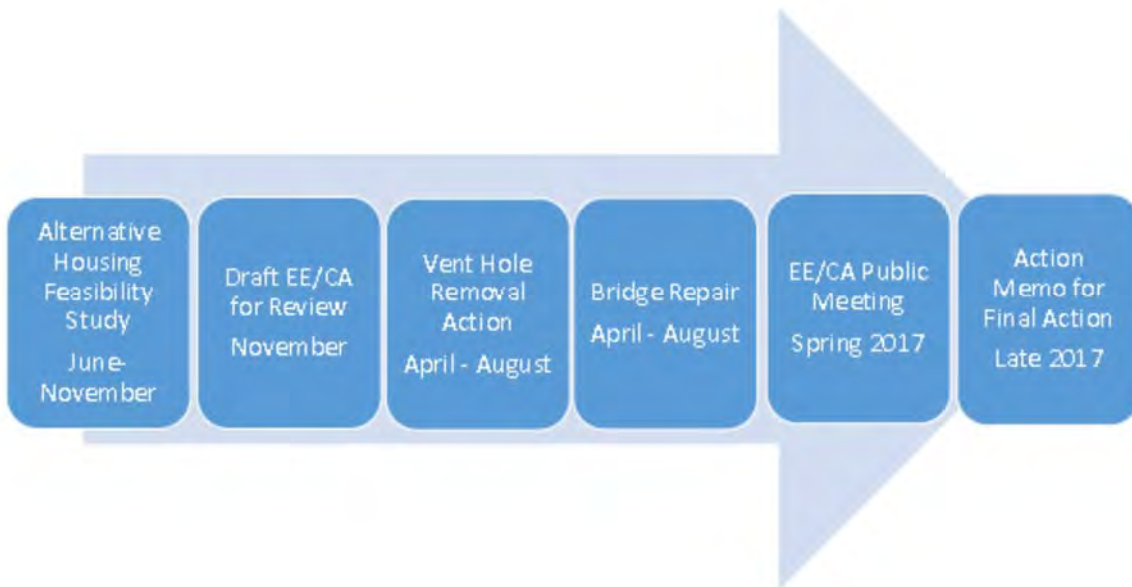 Alternative
Housing
Feasibility
Study
June-
November
Draft EE/CA
for Review
November
Vent Hole
Removal
Action
April - August
Bridge Repair
April - August
EE/CA Public
Meeting
Spring 2017
Action
Memo for
Final Action
Late 2017